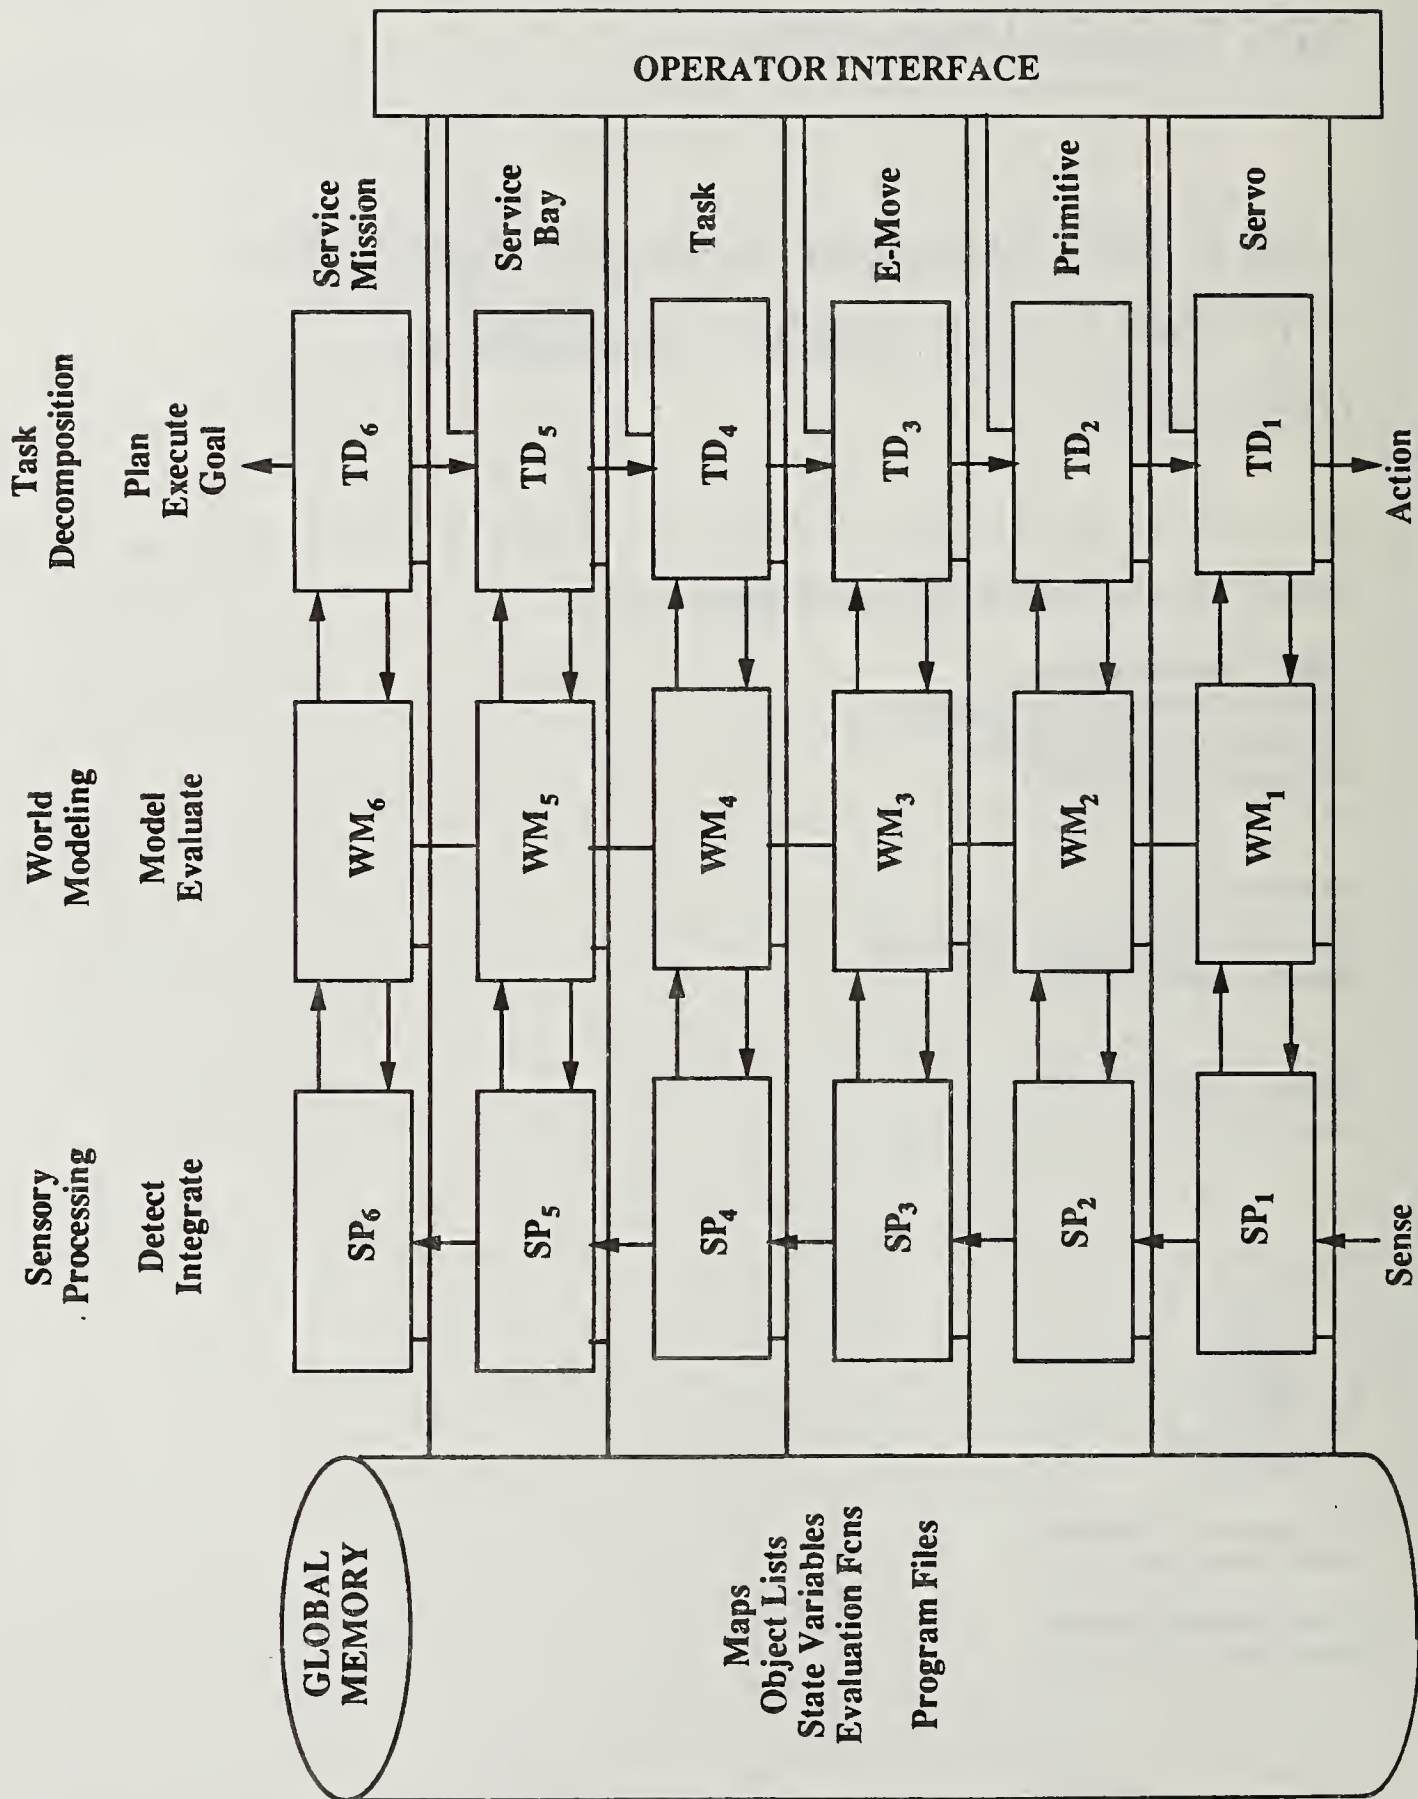 Sensory
Processing
World
Modeling
Task
Decomposition
Detect
Integrate
Model
Evaluate
Plan
Execute
Goal
GLOBAL
MEMORY
Maps
Object Lists
State Variables
Evaluation Fcns
Program Files
SP6
WM6
TD6
Service
Mission
SP5
WM5
TD5
Service
Bay
SP4
WM4
TD4
Task
SP3
WM3
TD3
E-Move
SP2
WM2
TD2
Primitive
SP1
WM1
TD1
Servo
Sense
Action
OPERATOR INTERFACE